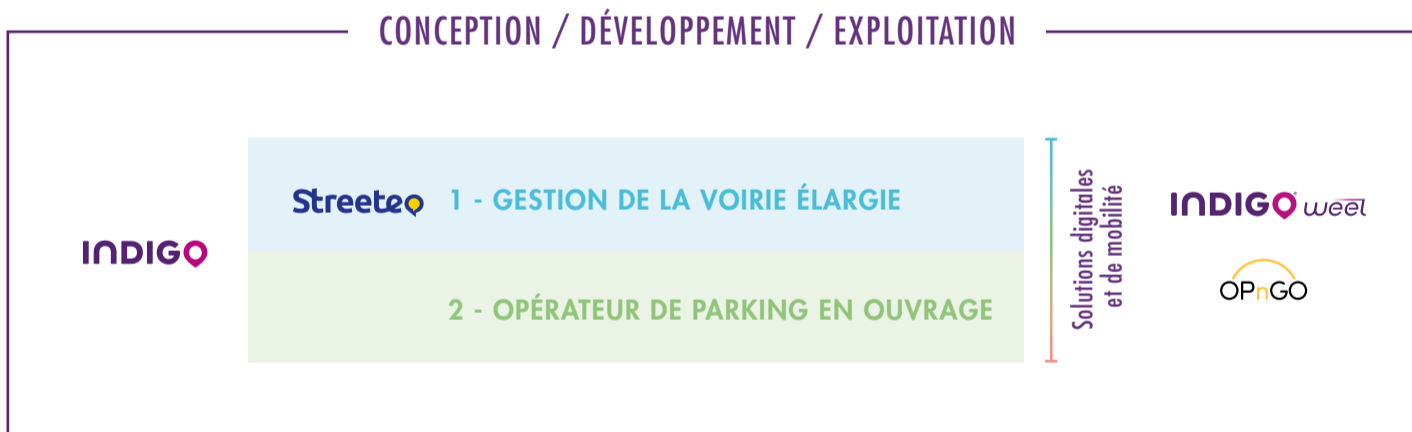 CONCEPTION / DÉVELOPPEMENT / EXPLOITATION
INDIGO
Streeteo
1 - GESTION DE LA VOIRIE ÉLARGIE
2 - OPÉRATEUR DE PARKING EN OUVRAGE
Solutions digitales
et de mobilité
INDIGO weel
OPnGO